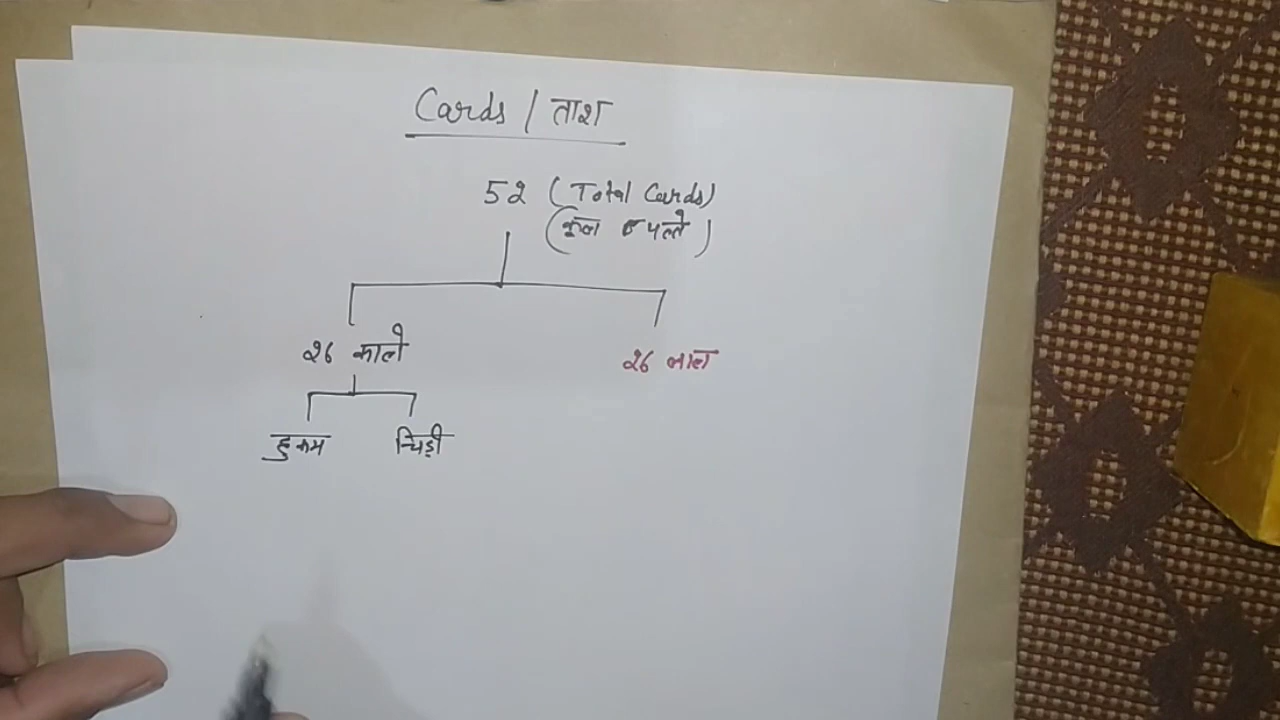 Cards / ताश
52 (Total Cards)
(कुल पत्ते)
26 काले
26 लाल
हुकम
चिड़ी